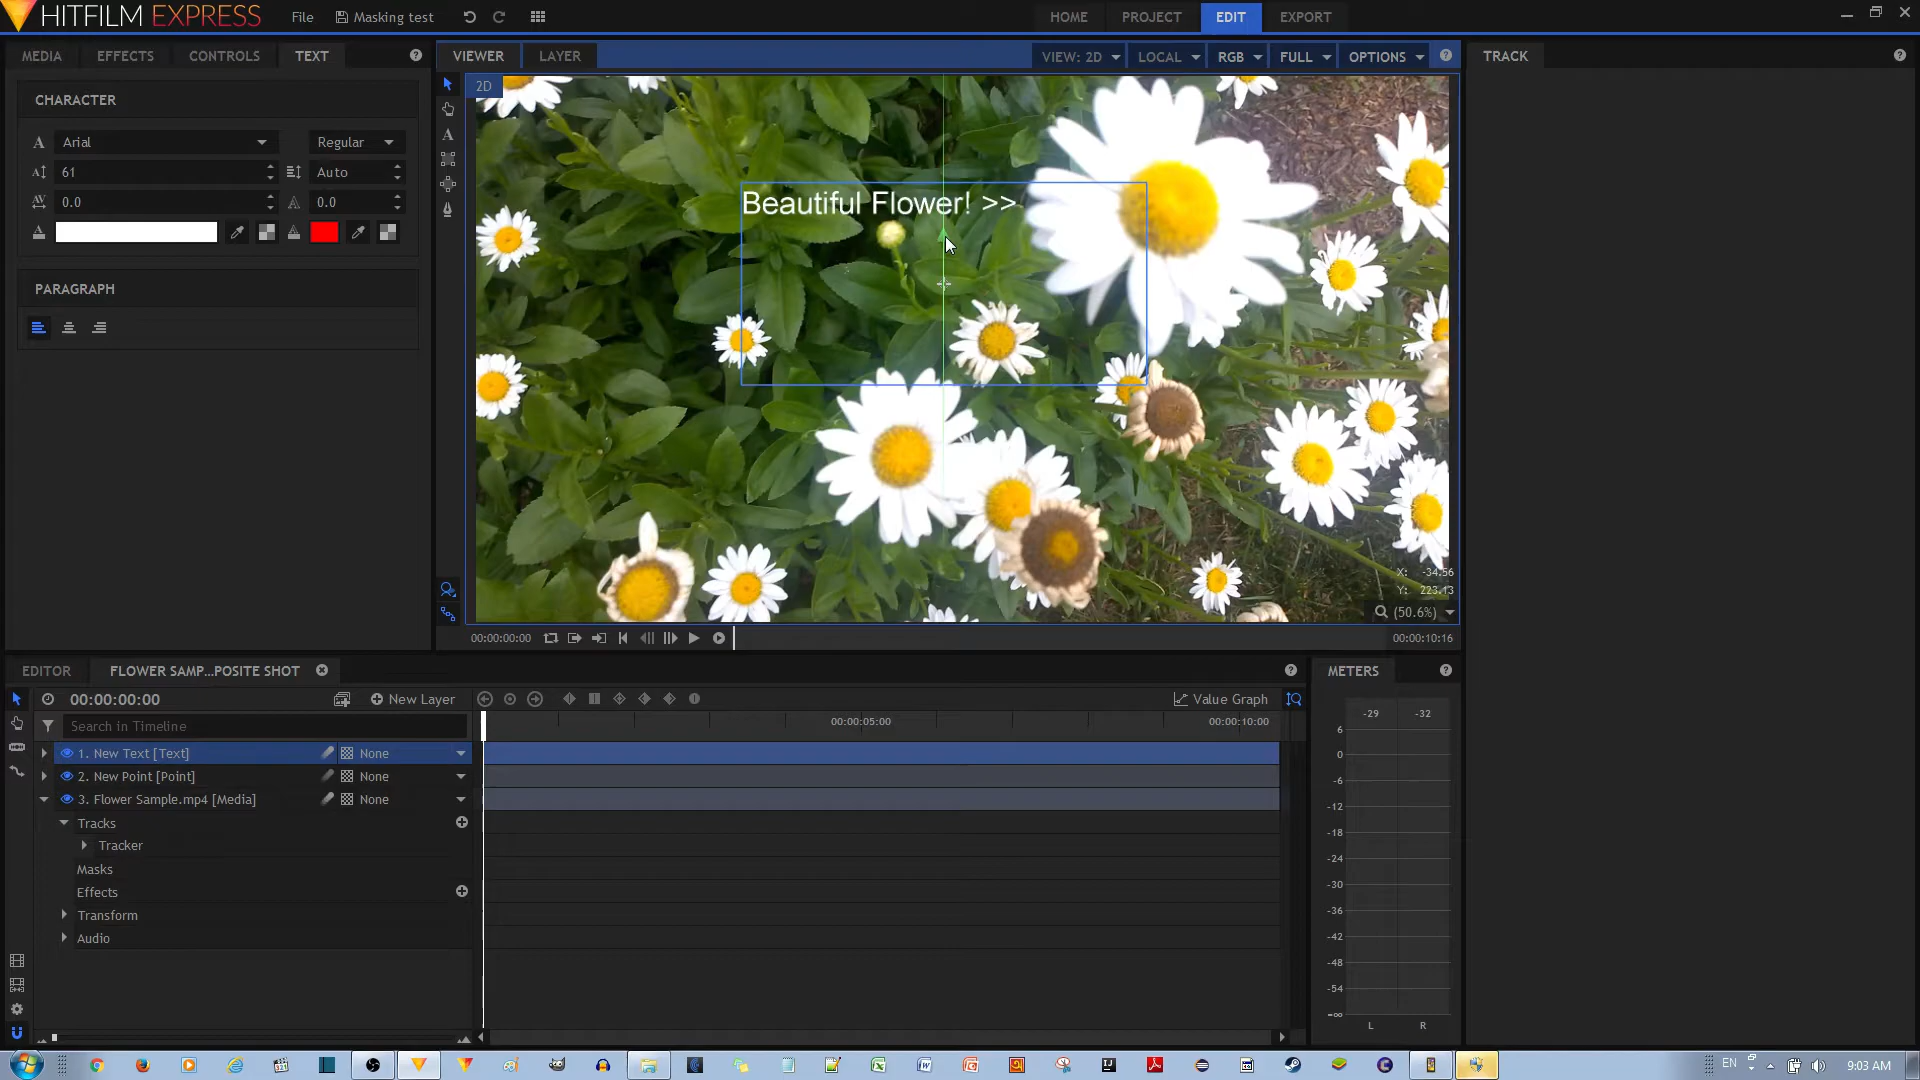 HITFILM EXPRESS File Masking test HOME PROJECT EDIT EXPORT
MEDIA EFFECTS CONTROLS TEXT VIEWER LAYER VIEW: 2D LOCAL RGB FULL OPTIONS TRACK
2D
CHARACTER
Arial Regular
61 Auto
0.0 0.0
PARAGRAPH
Beautiful Flower! >>
X: -34.56
Y: 223.13
(50.6%)
00:00:00:00 00:00:10:16
EDITOR FLOWER SAMP...POSITE SHOT METERS
00:00:00:00 New Layer Value Graph
Search in Timeline 00:00:05:00 00:00:10:00
1. New Text [Text] None
2. New Point [Point] None
3. Flower Sample.mp4 [Media] None
Tracks
Tracker
Masks
Effects
Transform
Audio
-29 -32
6
0
-6
-12
-18
-24
-30
-36
-42
-48
-54
-∞
L R
EN 9:03 AM